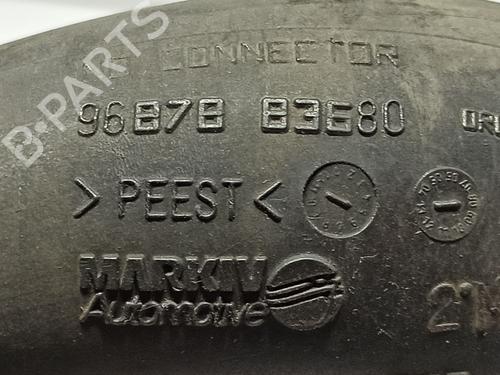 CONNECTOR
96878 83680
> PEEST <
MARKIV
Automotive
B-PARTS